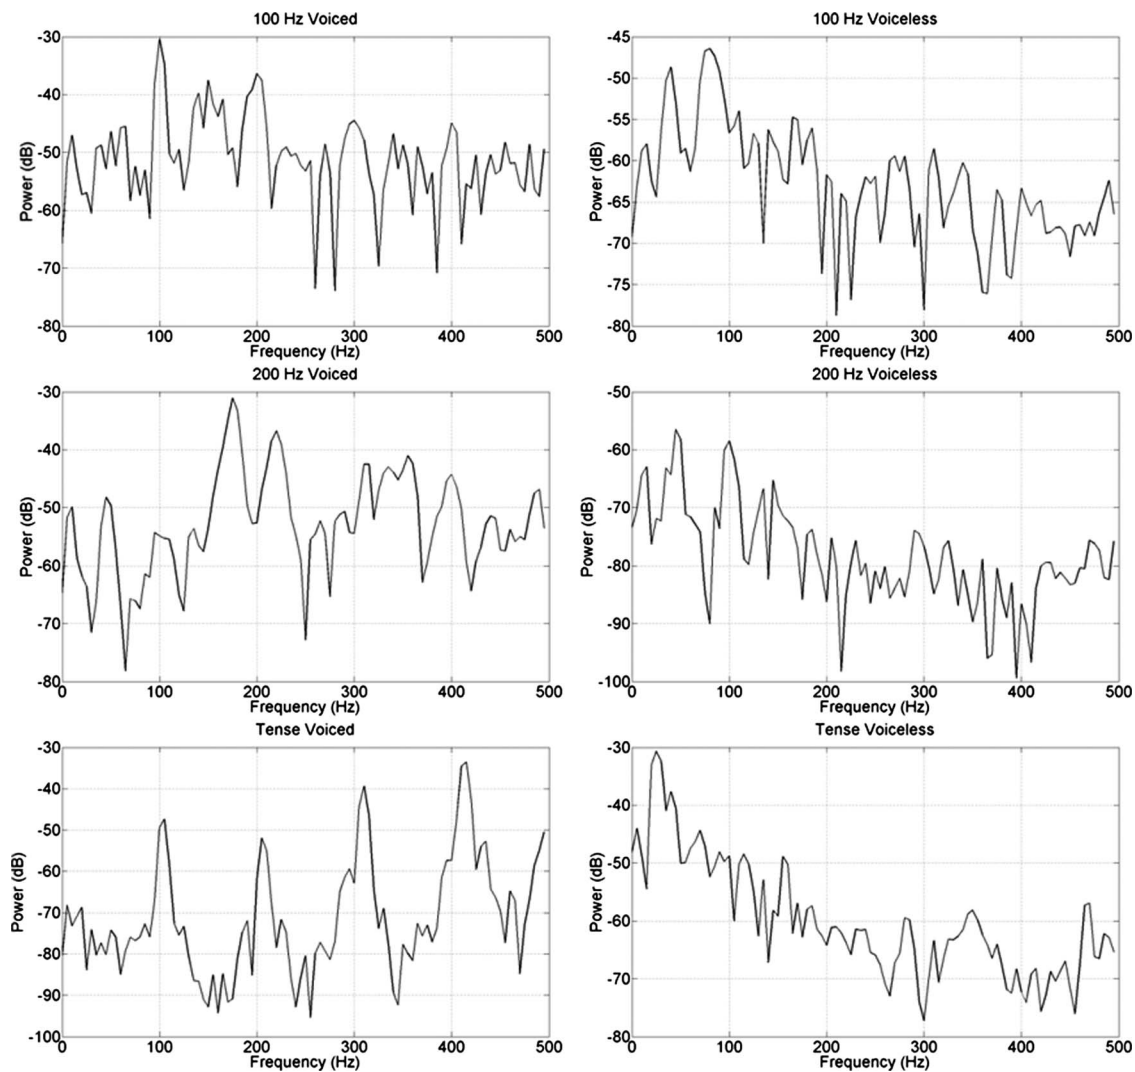 100 Hz Voiced
-30
-40
-50
-60
-70
-80
Power (dB)
0 100 200 300 400 500
Frequency (Hz)
100 Hz Voiceless
-45
-50
-55
-60
-65
-70
-75
-80
Power (dB)
0 100 200 300 400 500
Frequency (Hz)
200 Hz Voiced
-30
-40
-50
-60
-70
-80
Power (dB)
0 100 200 300 400 500
Frequency (Hz)
200 Hz Voiceless
-50
-60
-70
-80
-90
-100
Power (dB)
0 100 200 300 400 500
Frequency (Hz)
Tense Voiced
-30
-40
-50
-60
-70
-80
-90
-100
Power (dB)
0 100 200 300 400 500
Frequency (Hz)
Tense Voiceless
-30
-40
-50
-60
-70
-80
Power (dB)
0 100 200 300 400 500
Frequency (Hz)